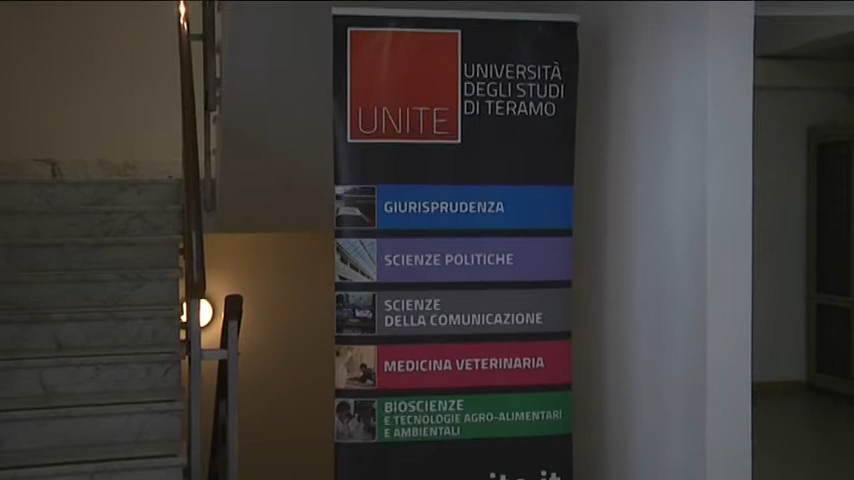 UNITE
UNIVERSITÀ
DEGLI STUDI
DI TERAMO
GIURISPRUDENZA
SCIENZE POLITICHE
SCIENZE
DELLA COMUNICAZIONE
MEDICINA VETERINARIA
BIOSCIENZE
E TECNOLOGIE AGRO-ALIMENTARI
E AMBIENTALI